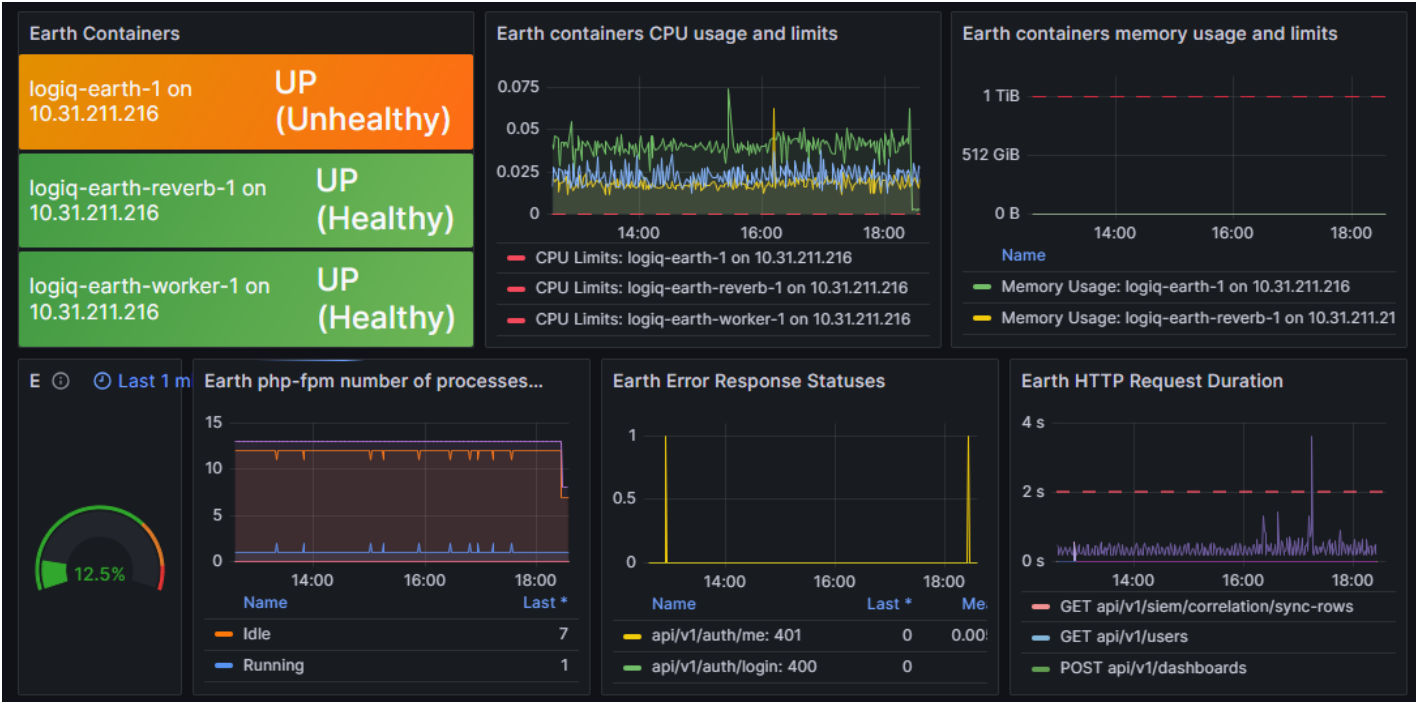 Earth Containers
logiq-earth-1 on
10.31.211.216
UP
(Unhealthy)
logiq-earth-reverb-1 on
10.31.211.216
UP
(Healthy)
logiq-earth-worker-1 on
10.31.211.216
UP
(Healthy)
Earth containers CPU usage and limits
0.075
0.05
0.025
0
14:00 16:00 18:00
CPU Limits: logiq-earth-1 on 10.31.211.216
CPU Limits: logiq-earth-reverb-1 on 10.31.211.216
CPU Limits: logiq-earth-worker-1 on 10.31.211.216
Earth containers memory usage and limits
1 TiB
512 GiB
0 B
14:00 16:00 18:00
Name
Memory Usage: logiq-earth-1 on 10.31.211.216
Memory Usage: logiq-earth-reverb-1 on 10.31.211.21
E Last 1 m
12.5%
Earth php-fpm number of processes...
15
10
5
0
14:00 16:00 18:00
Name Last *
Idle 7
Running 1
Earth Error Response Statuses
1
0.5
0
14:00 16:00 18:00
Name Last * Mea
api/v1/auth/me: 401 0 0.005
api/v1/auth/login: 400 0
Earth HTTP Request Duration
4 s
2 s
0 s
14:00 16:00 18:00
GET api/v1/siem/correlation/sync-rows
GET api/v1/users
POST api/v1/dashboards